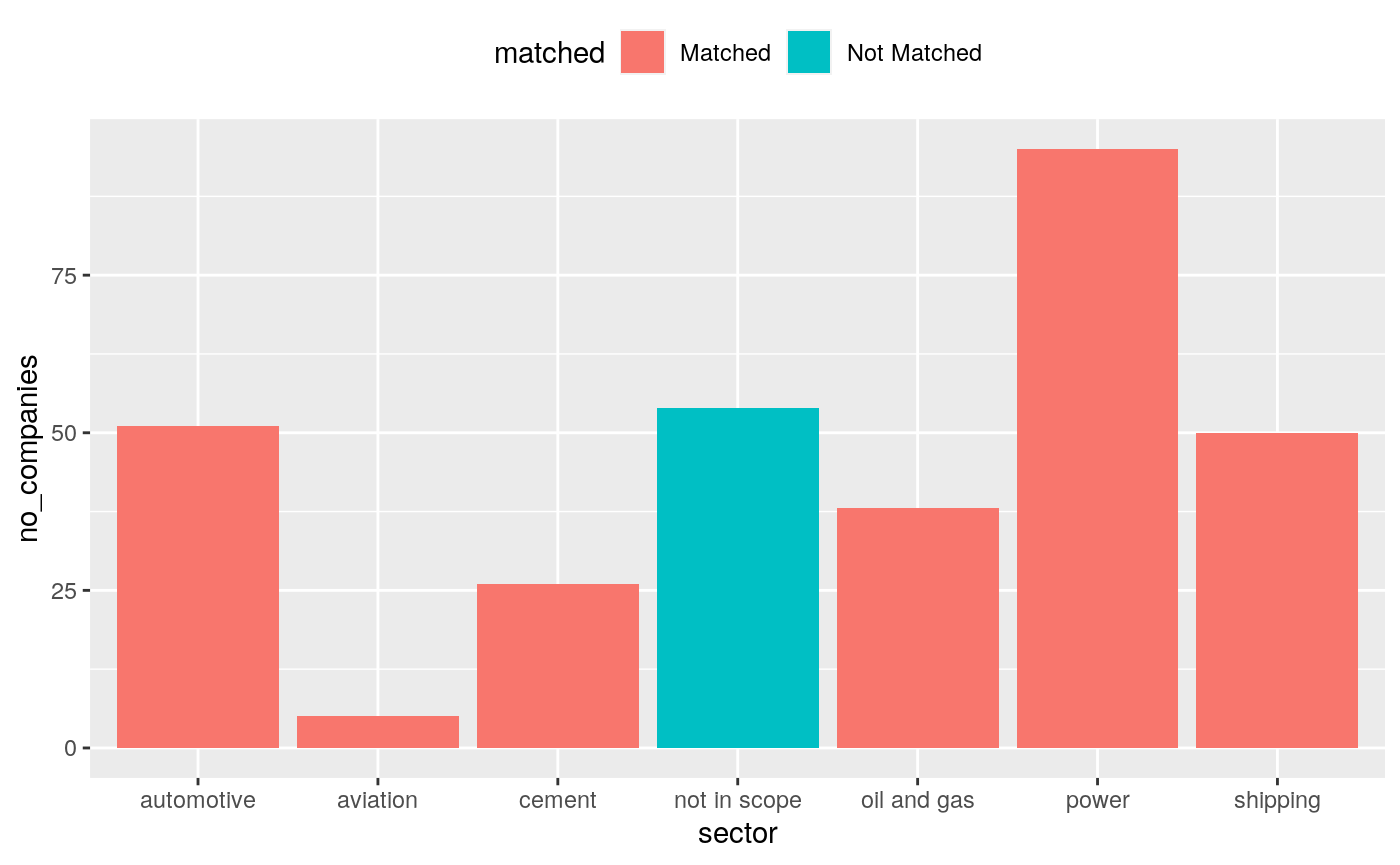 matched Matched Not Matched
75
50
25
0
no_companies
automotive aviation cement not in scope oil and gas power shipping
sector